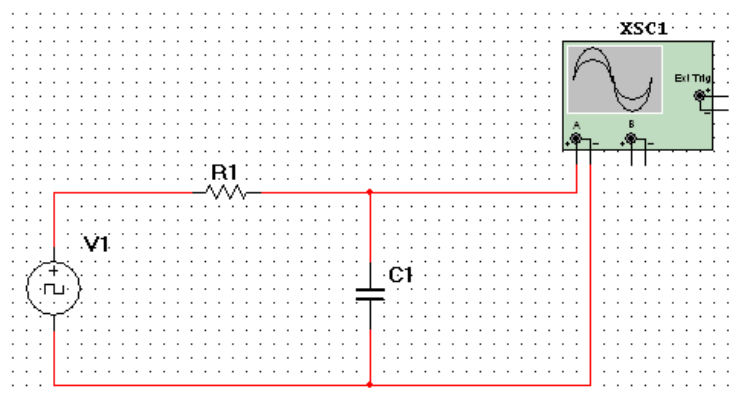 XSC1
Ext Trig
+
-
A
B
+ - + -
R1
V1
+
C1